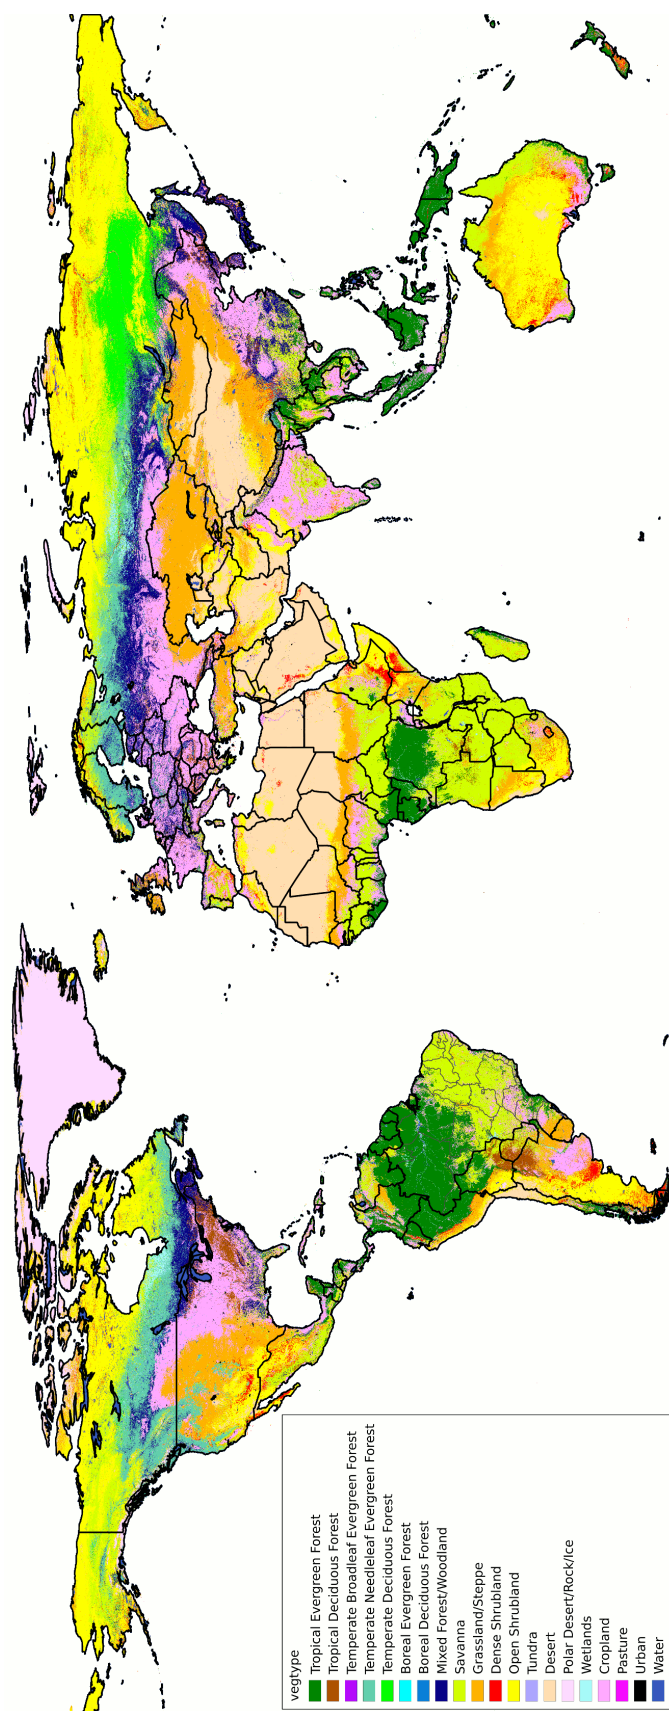 vegtype
Tropical Evergreen Forest
Tropical Deciduous Forest
Temperate Broadleaf Evergreen Forest
Temperate Needleleaf Evergreen Forest
Temperate Deciduous Forest
Boreal Evergreen Forest
Boreal Deciduous Forest
Mixed Forest/Woodland
Savanna
Grassland/Steppe
Dense Shrubland
Open Shrubland
Tundra
Desert
Polar Desert/Rock/Ice
Wetlands
Cropland
Pasture
Urban
Water